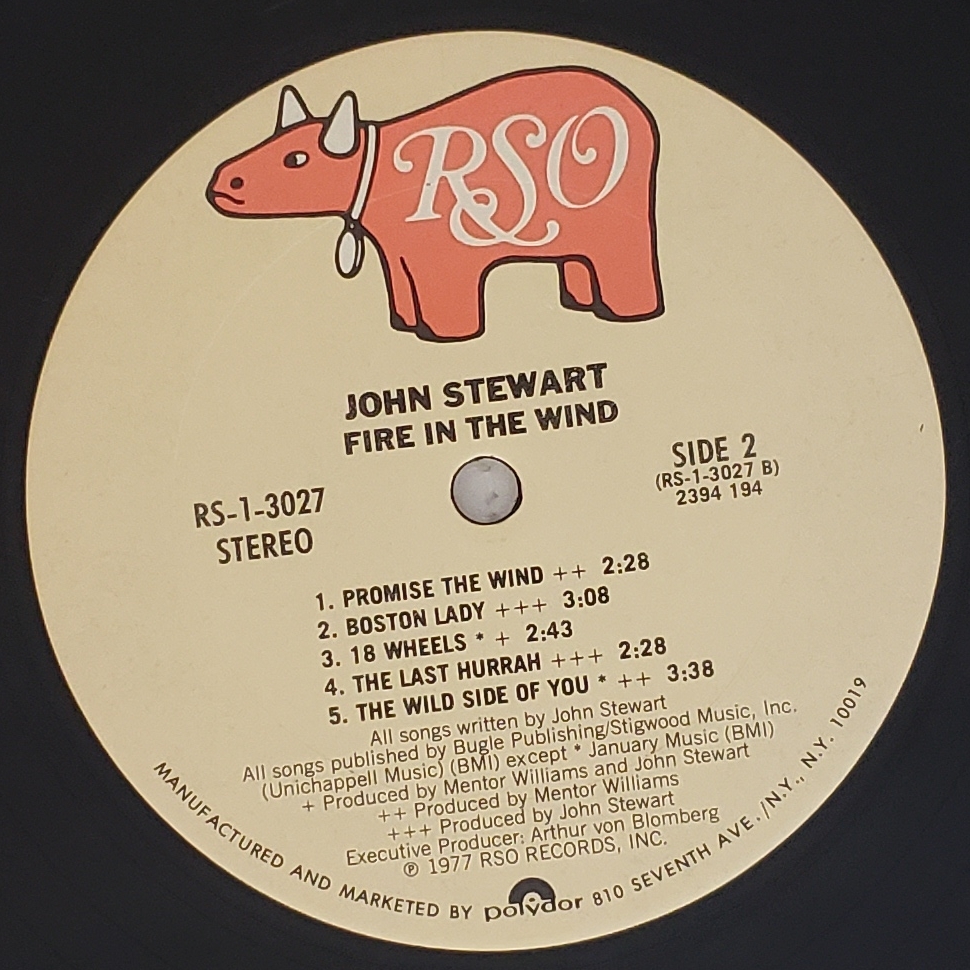 RSO
JOHN STEWART
FIRE IN THE WIND
RS-1-3027
STEREO
SIDE 2
(RS-1-3027 B)
2394 194
1. PROMISE THE WIND ++ 2:28
2. BOSTON LADY +++ 3:08
3. 18 WHEELS * + 2:43
4. THE LAST HURRAH +++ 2:28
5. THE WILD SIDE OF YOU * ++ 3:38
All songs written by John Stewart
All songs published by Bugle Publishing/Stigwood Music, Inc.
(Unichappell Music) (BMI) except * January Music (BMI)
+ Produced by Mentor Williams and John Stewart
++ Produced by Mentor Williams
+++ Produced by John Stewart
Executive Producer: Arthur von Blomberg
℗ 1977 RSO RECORDS, INC.
MANUFACTURED AND MARKETED BY polydor 810 SEVENTH AVE./N.Y., N.Y. 10019